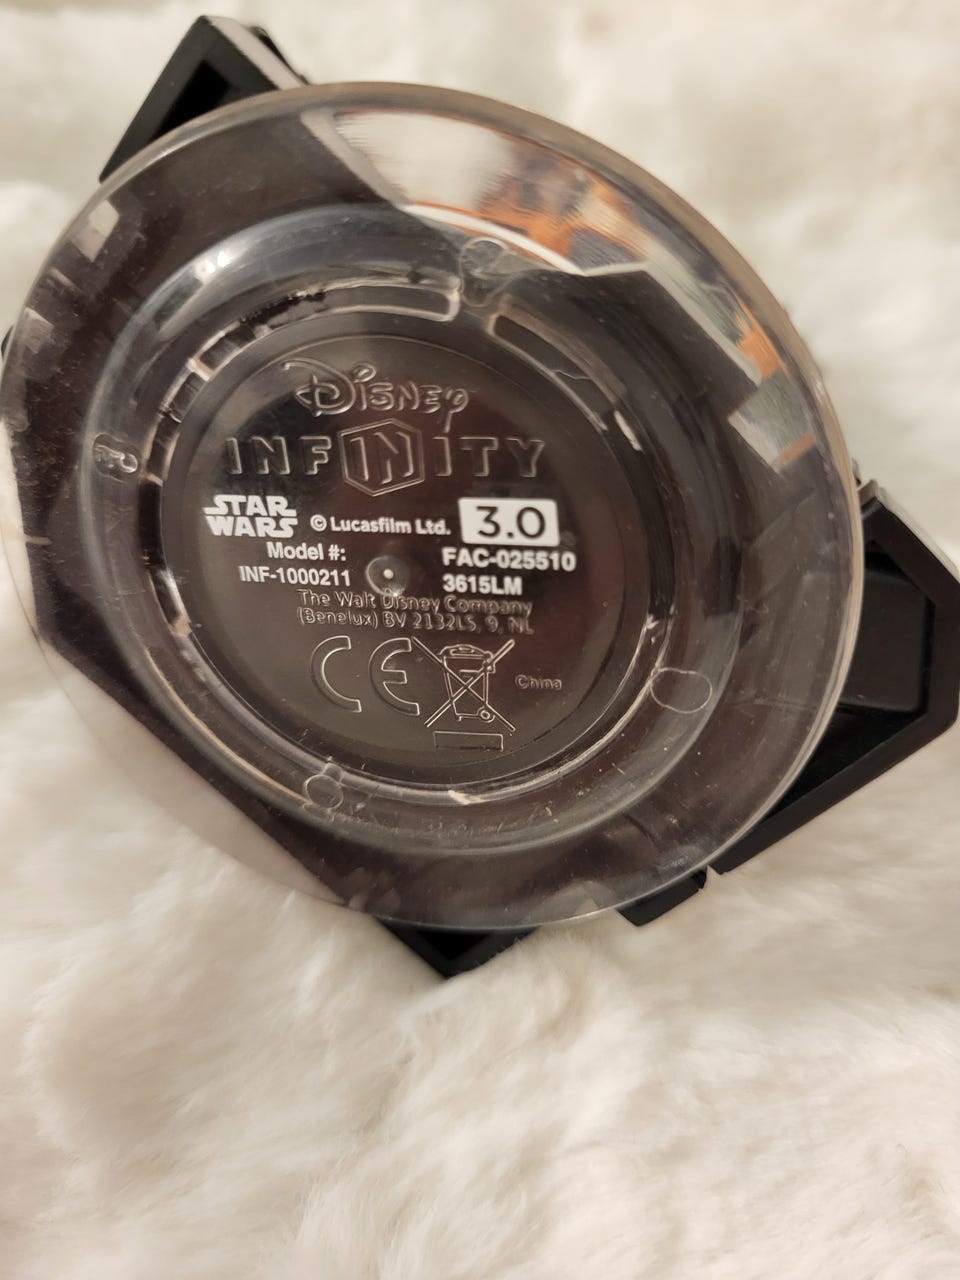 Disney
INFINITY
STAR
WARS
© Lucasfilm Ltd.
3.0
Model #:
FAC-025510
INF-1000211
3615LM
The Walt Disney Company
(Benelux) BV 2132LS, 9, NL
CE
China